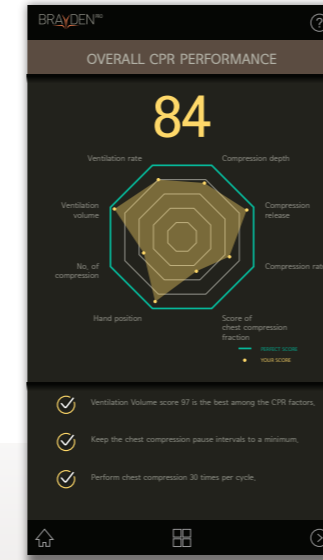 BRAYDEN PRO
OVERALL CPR PERFORMANCE
84
Ventilation rate
Compression depth
Ventilation
volume
Compression
release
No, of
compression
Compression rate
Hand position
Score of
chest compression
fraction
PERFECT SCORE
YOUR SCORE
Ventilation Volume score 97 is the best among the CPR factors,
Keep the chest compression pause intervals to a minimum,
Perform chest compression 30 times per cycle,